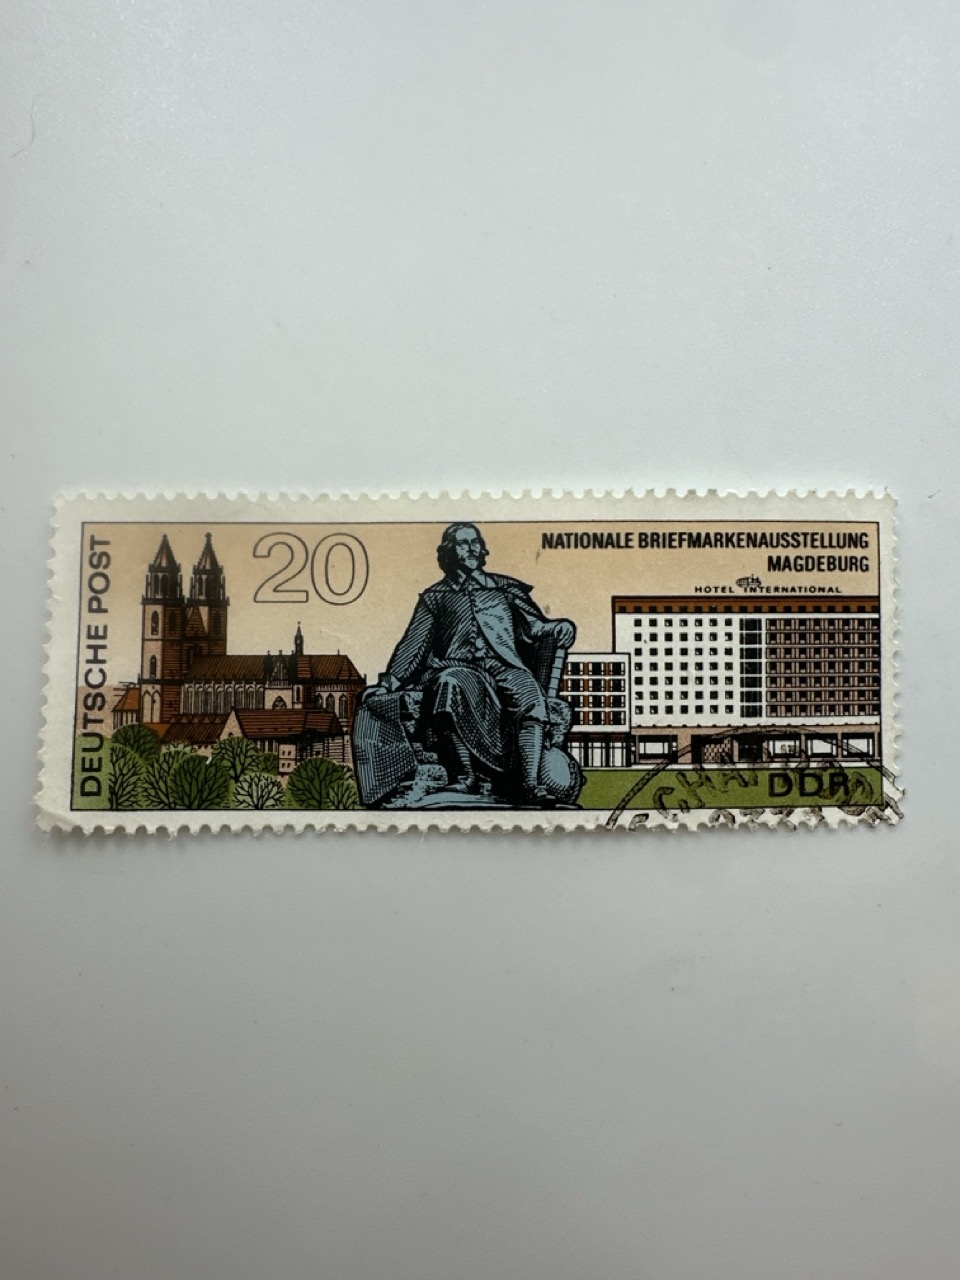 DEUTSCHE POST
20
NATIONALE BRIEFMARKENAUSSTELLUNG
MAGDEBURG
HOTEL INTERNATIONAL
DDR